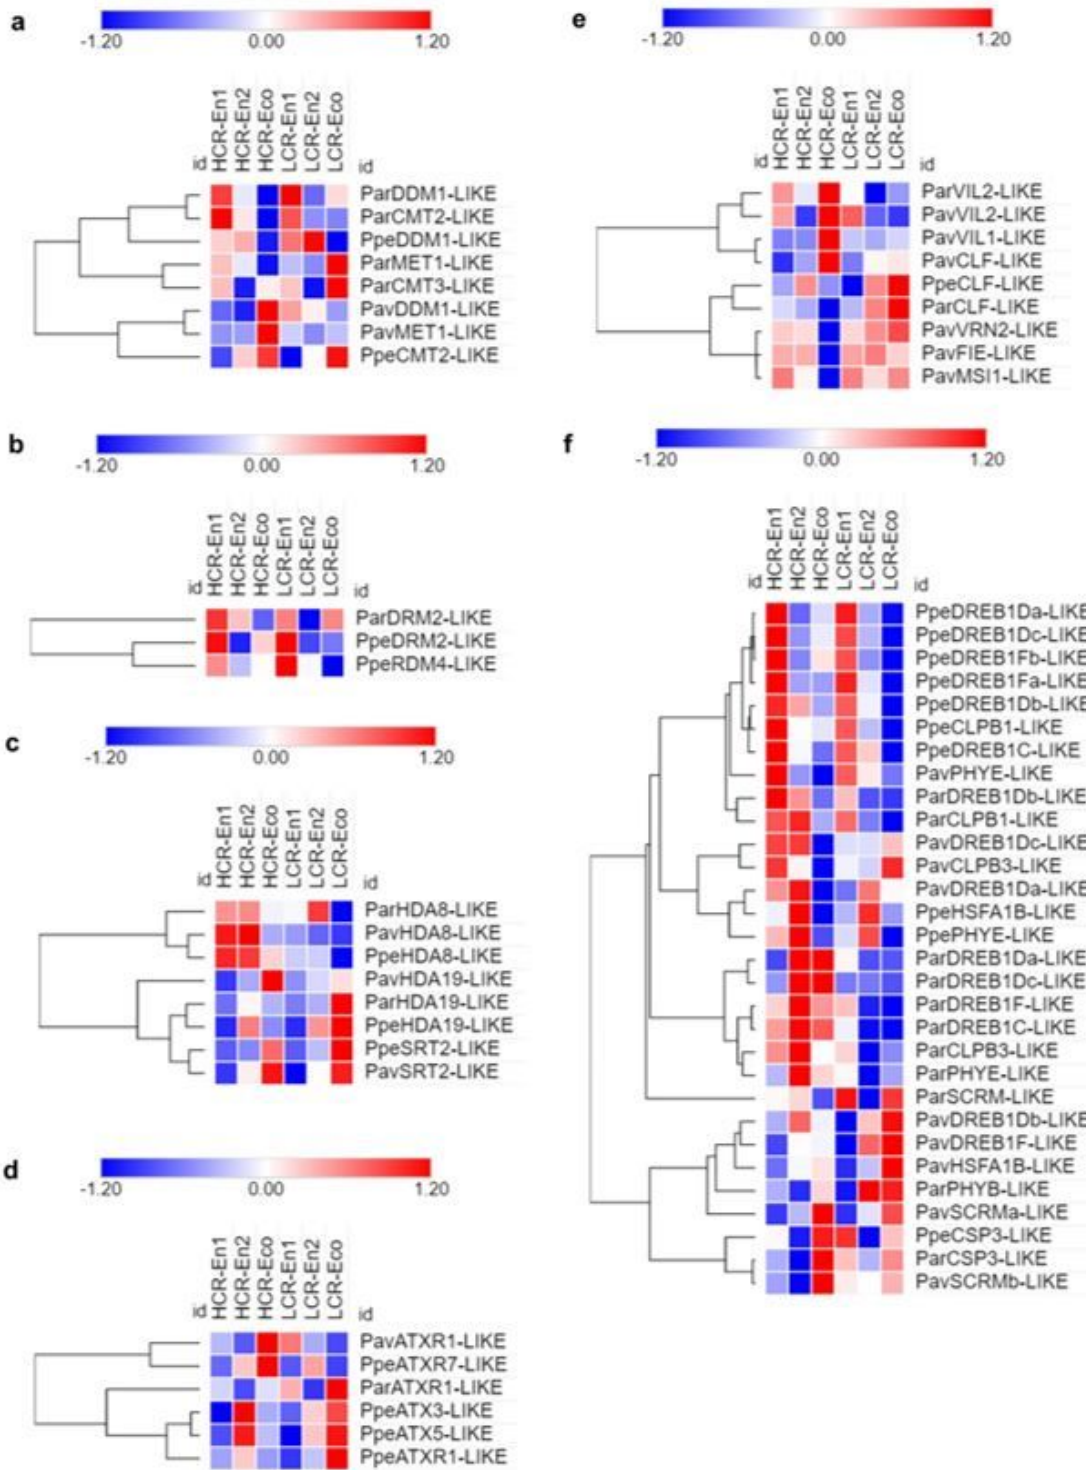 a
-1.20 0.00 1.20
id HCR-En1 HCR-En2 HCR-Eco LCR-En1 LCR-En2 LCR-Eco id
ParDDM1-LIKE
ParCMT2-LIKE
PpeDDM1-LIKE
ParMET1-LIKE
ParCMT3-LIKE
PavDDM1-LIKE
PavMET1-LIKE
PpeCMT2-LIKE
b
-1.20 0.00 1.20
id HCR-En1 HCR-En2 HCR-Eco LCR-En1 LCR-En2 LCR-Eco id
ParDRM2-LIKE
PpeDRM2-LIKE
PpeRDM4-LIKE
c
-1.20 0.00 1.20
id HCR-En1 HCR-En2 HCR-Eco LCR-En1 LCR-En2 LCR-Eco id
ParHDA8-LIKE
PavHDA8-LIKE
PpeHDA8-LIKE
PavHDA19-LIKE
ParHDA19-LIKE
PpeHDA19-LIKE
PpeSRT2-LIKE
PavSRT2-LIKE
d
-1.20 0.00 1.20
id HCR-En1 HCR-En2 HCR-Eco LCR-En1 LCR-En2 LCR-Eco id
PavATXR1-LIKE
PpeATXR7-LIKE
ParATXR1-LIKE
PpeATX3-LIKE
PpeATX5-LIKE
PpeATXR1-LIKE
e
-1.20 0.00 1.20
id HCR-En1 HCR-En2 HCR-Eco LCR-En1 LCR-En2 LCR-Eco id
ParVIL2-LIKE
PavVIL2-LIKE
PavVIL1-LIKE
PavCLF-LIKE
PpeCLF-LIKE
ParCLF-LIKE
PavVRN2-LIKE
PavFIE-LIKE
PavMSI1-LIKE
f
-1.20 0.00 1.20
id HCR-En1 HCR-En2 HCR-Eco LCR-En1 LCR-En2 LCR-Eco id
PpeDREB1Da-LIKE
PpeDREB1Dc-LIKE
PpeDREB1Fb-LIKE
PpeDREB1Fa-LIKE
PpeDREB1Db-LIKE
PpeCLPB1-LIKE
PpeDREB1C-LIKE
PavPHYE-LIKE
ParDREB1Db-LIKE
ParCLPB1-LIKE
PavDREB1Dc-LIKE
PavCLPB3-LIKE
PavDREB1Da-LIKE
PpeHSFA1B-LIKE
PpePHYE-LIKE
ParDREB1Da-LIKE
ParDREB1Dc-LIKE
ParDREB1F-LIKE
ParDREB1C-LIKE
ParCLPB3-LIKE
ParPHYE-LIKE
ParSCRM-LIKE
PavDREB1Db-LIKE
PavDREB1F-LIKE
PavHSFA1B-LIKE
ParPHYB-LIKE
PavSCRMa-LIKE
PpeCSP3-LIKE
ParCSP3-LIKE
PavSCRMb-LIKE